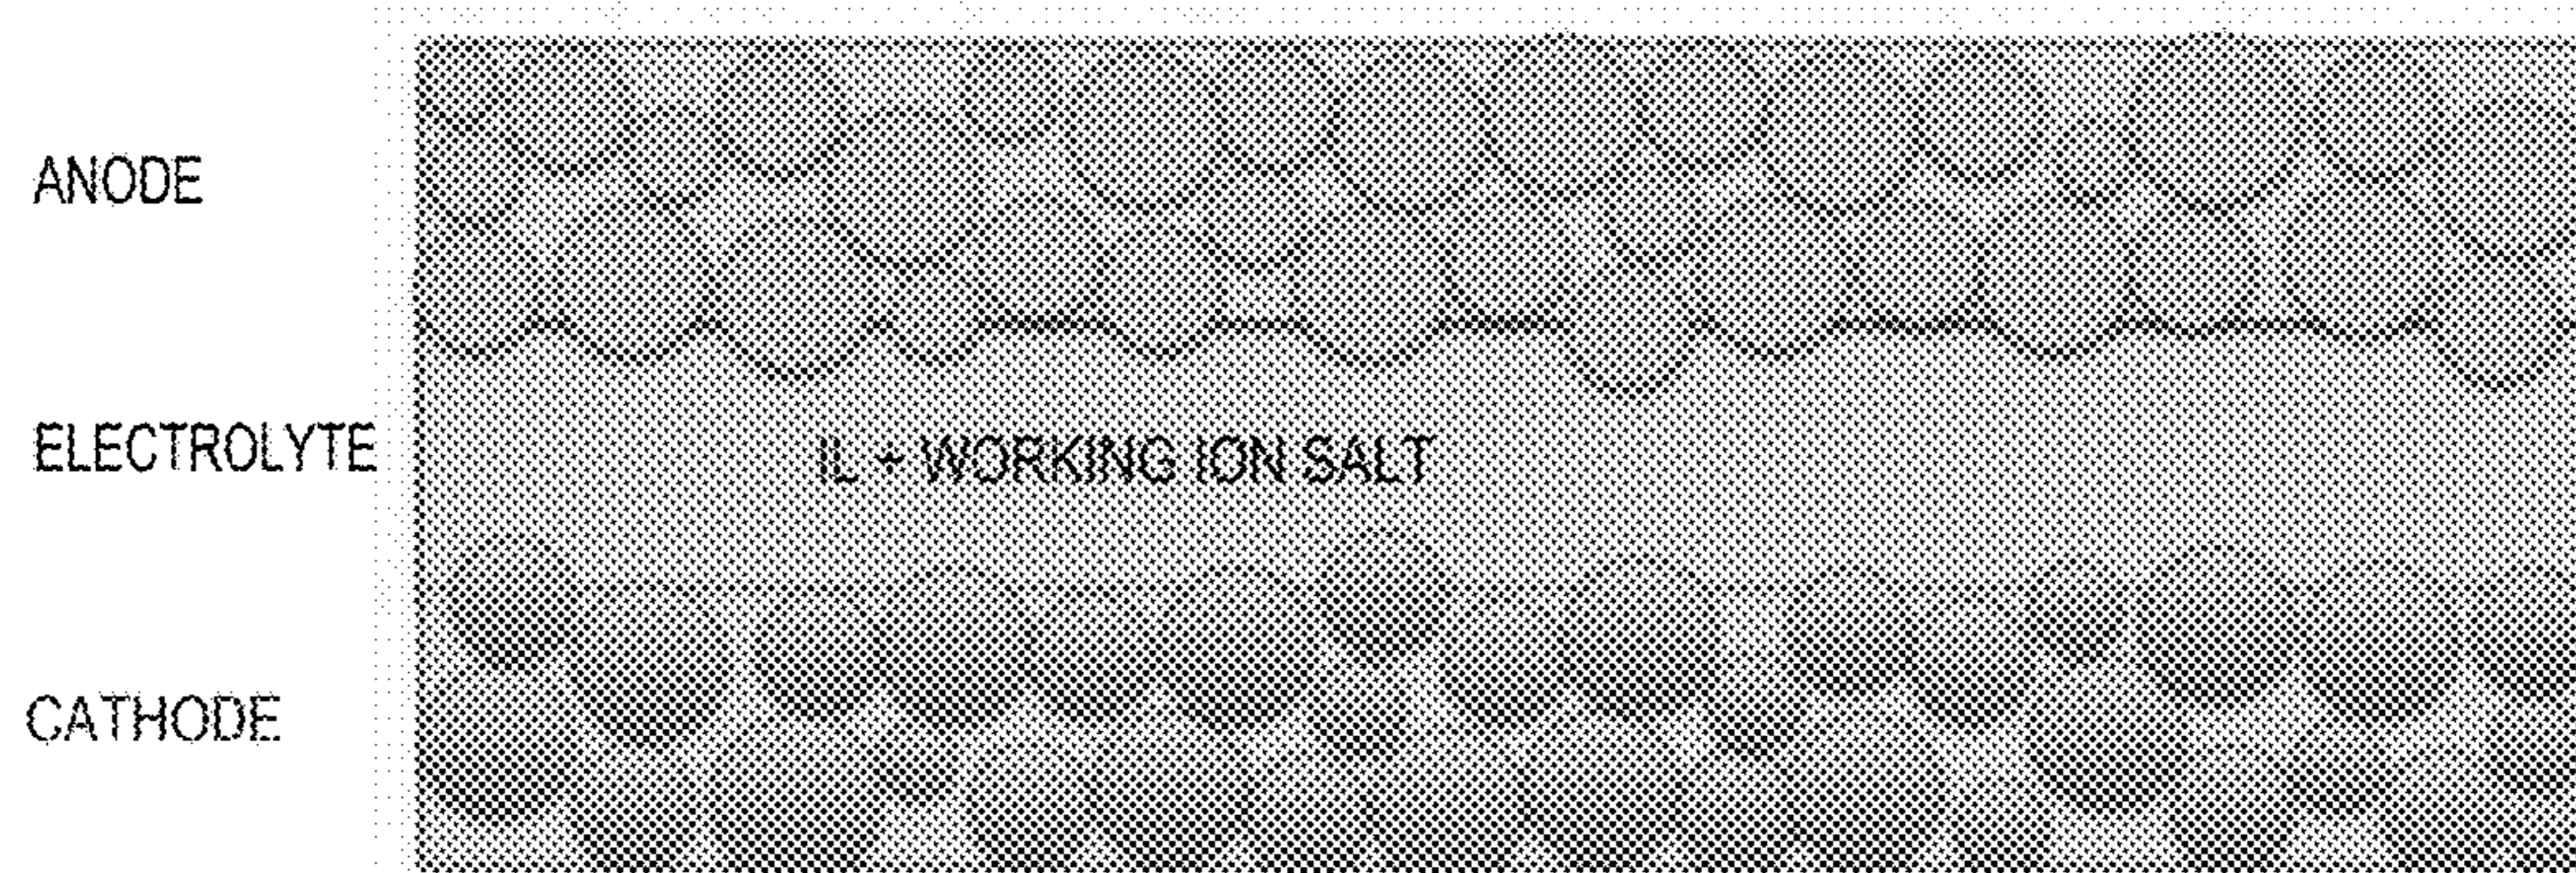 ANODE
ELECTROLYTE
IL + WORKING ION SALT
CATHODE